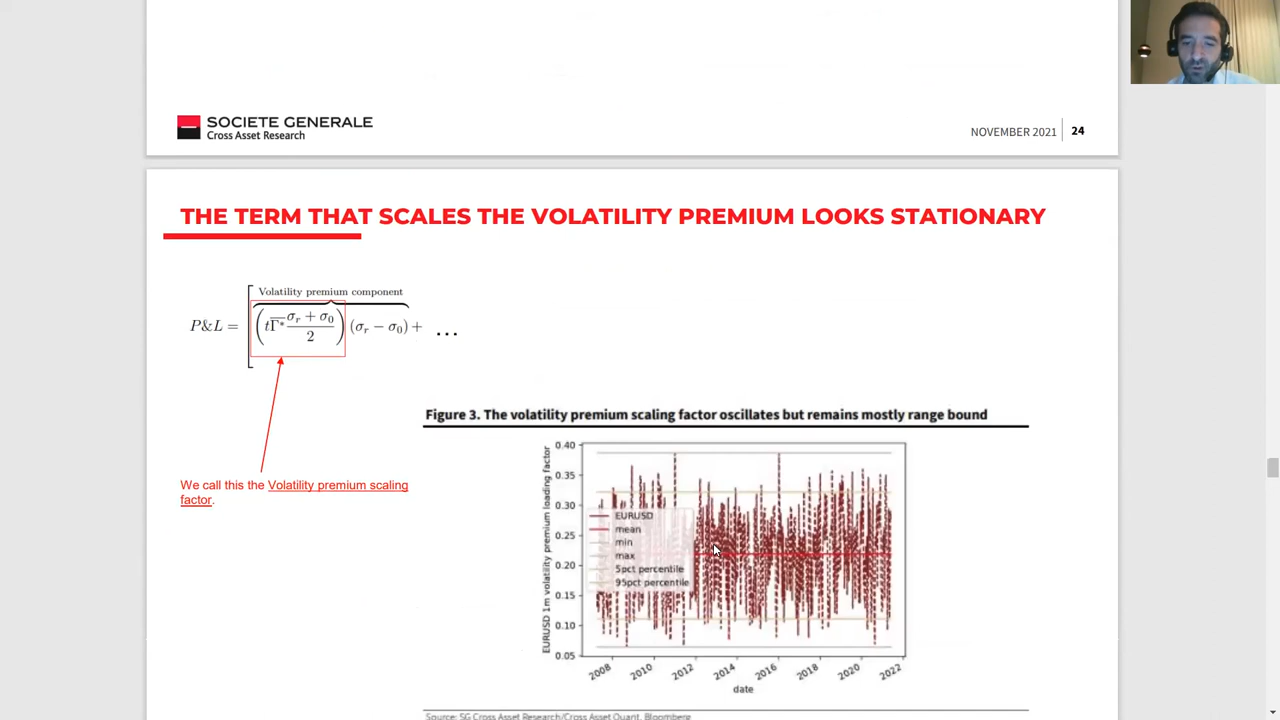 SOCIETE GENERALE
Cross Asset Research
NOVEMBER 2021 24
THE TERM THAT SCALES THE VOLATILITY PREMIUM LOOKS STATIONARY
Volatility premium component
P&L = [ ( tΓ̅* (σr + σ0)/2 ) (σr − σ0) + ...
Figure 3. The volatility premium scaling factor oscillates but remains mostly range bound
We call this the Volatility premium scaling
factor.
EURUSD 1m volatility premium loading factor
0.40
0.35
0.30
0.25
0.20
0.15
0.10
0.05
EURUSD
mean
min
max
5pct percentile
95pct percentile
2008 2010 2012 2014 2016 2018 2020 2022
date
Source: SG Cross Asset Research/Cross Asset Quant, Bloomberg